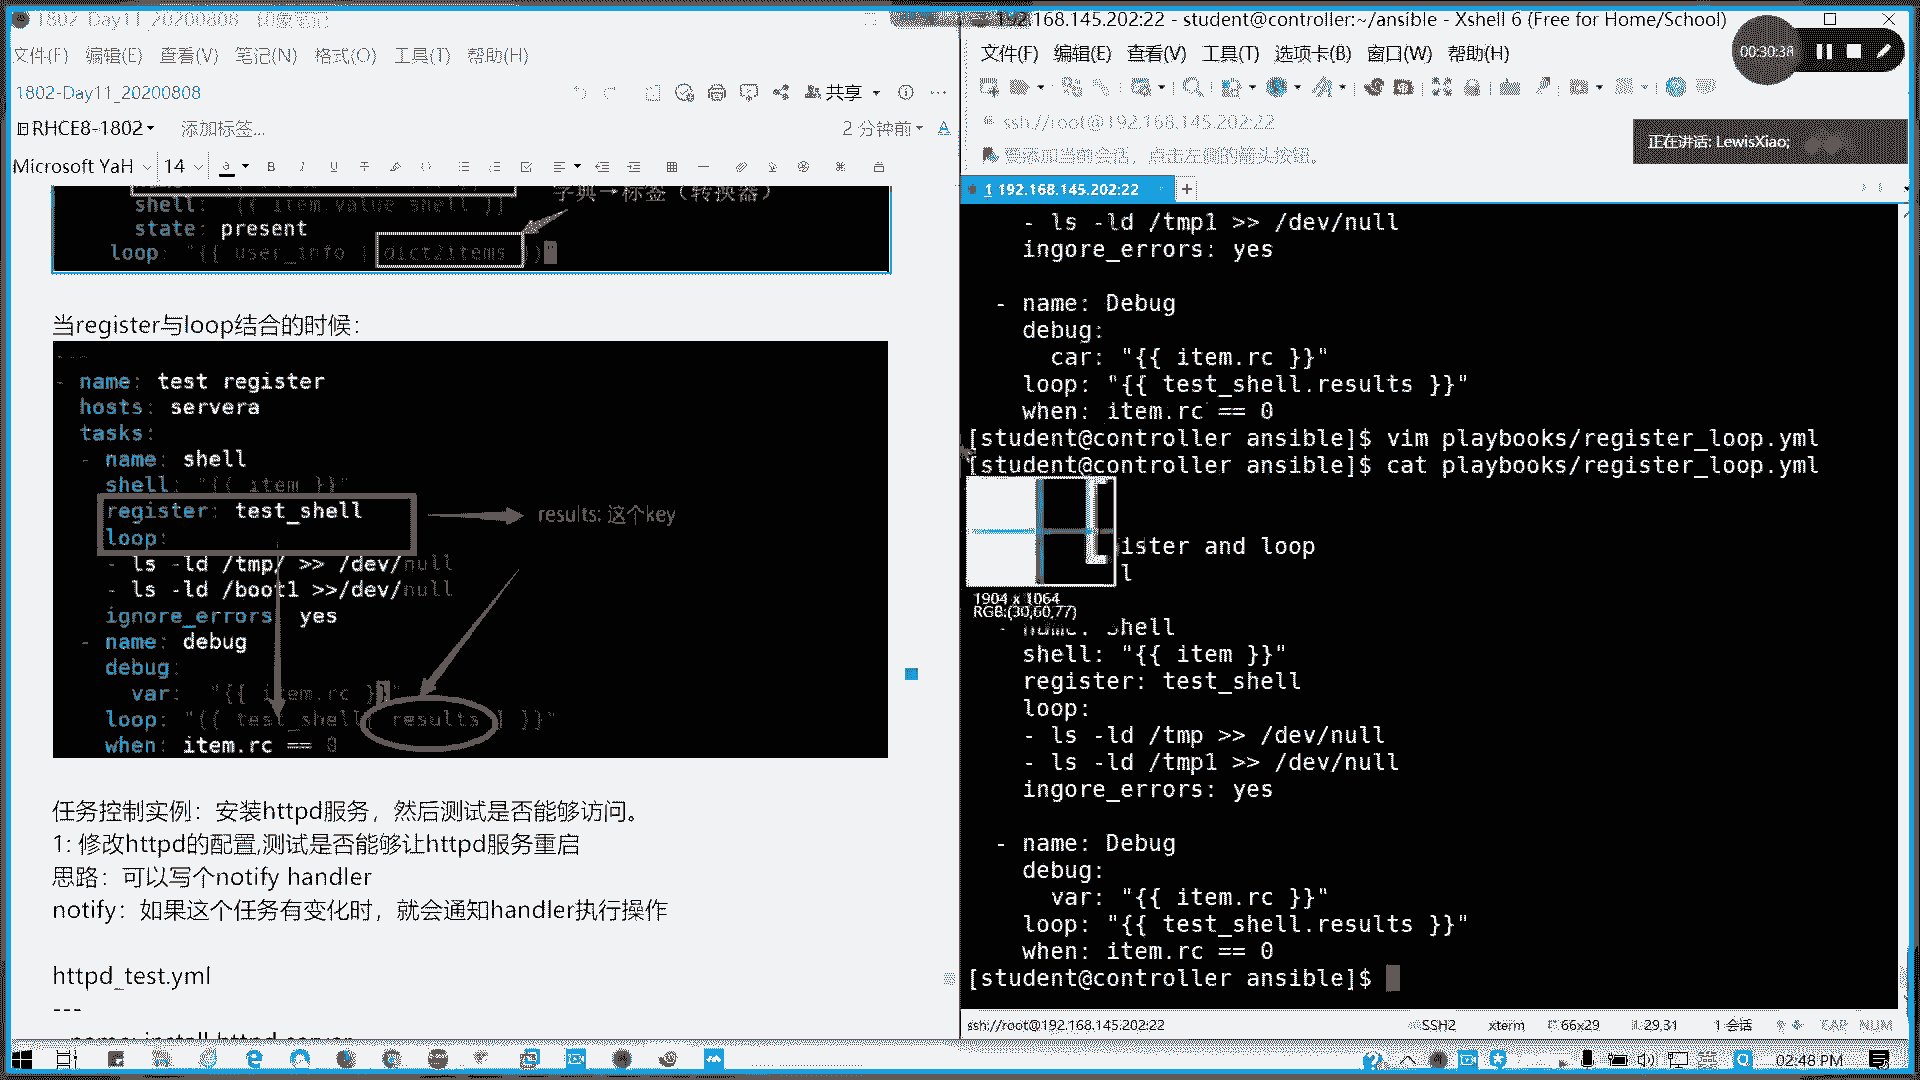 1802_Day11_20200808 - 印象笔记
文件(F) 编辑(E) 查看(V) 笔记(N) 格式(O) 工具(T) 帮助(H)
1802-Day11_20200808
共享
RHCE8-1802
添加标签...
2 分钟前
Microsoft YaH
14
字典→标签（转换器）
shell: "{{ item.value.shell }}
state: present
loop: "{{ user_info | dict2items }}"
当register与loop结合的时候：
---
- name: test register
hosts: servera
tasks:
- name: shell
shell: "{{ item }}"
register: test_shell
results: 这个key
loop:
- ls -ld /tmp/ >> /dev/null
- ls -ld /boot1 >>/dev/null
ignore_errors: yes
- name: debug
debug:
var: "{{ item.rc }}"
loop: "{{ test_shell[ results ] }}"
when: item.rc == 0
任务控制实例：安装httpd服务，然后测试是否能够访问。
1: 修改httpd的配置,测试是否能够让httpd服务重启
思路：可以写个notify handler
notify：如果这个任务有变化时，就会通知handler执行操作
httpd_test.yml
---
192.168.145.202:22 - student@controller:~/ansible - Xshell 6 (Free for Home/School)
文件(F) 编辑(E) 查看(V) 工具(T) 选项卡(B) 窗口(W) 帮助(H)
00:30:38
ssh://root@192.168.145.202:22
要添加当前会话，点击左侧的箭头按钮。
正在讲话: LewisXiao;
1 192.168.145.202:22
- ls -ld /tmp1 >> /dev/null
ingore_errors: yes
- name: Debug
debug:
car: "{{ item.rc }}"
loop: "{{ test_shell.results }}"
when: item.rc == 0
[student@controller ansible]$ vim playbooks/register_loop.yml
[student@controller ansible]$ cat playbooks/register_loop.yml
ister and loop
l
1904 x 1064
RGB:(30,60,77)
- name: shell
shell: "{{ item }}"
register: test_shell
loop:
- ls -ld /tmp >> /dev/null
- ls -ld /tmp1 >> /dev/null
ingore_errors: yes
- name: Debug
debug:
var: "{{ item.rc }}"
loop: "{{ test_shell.results }}"
when: item.rc == 0
[student@controller ansible]$
ssh://root@192.168.145.202:22
SSH2
xterm
66x29
29,31
1 会话
CAP NUM
02:48 PM